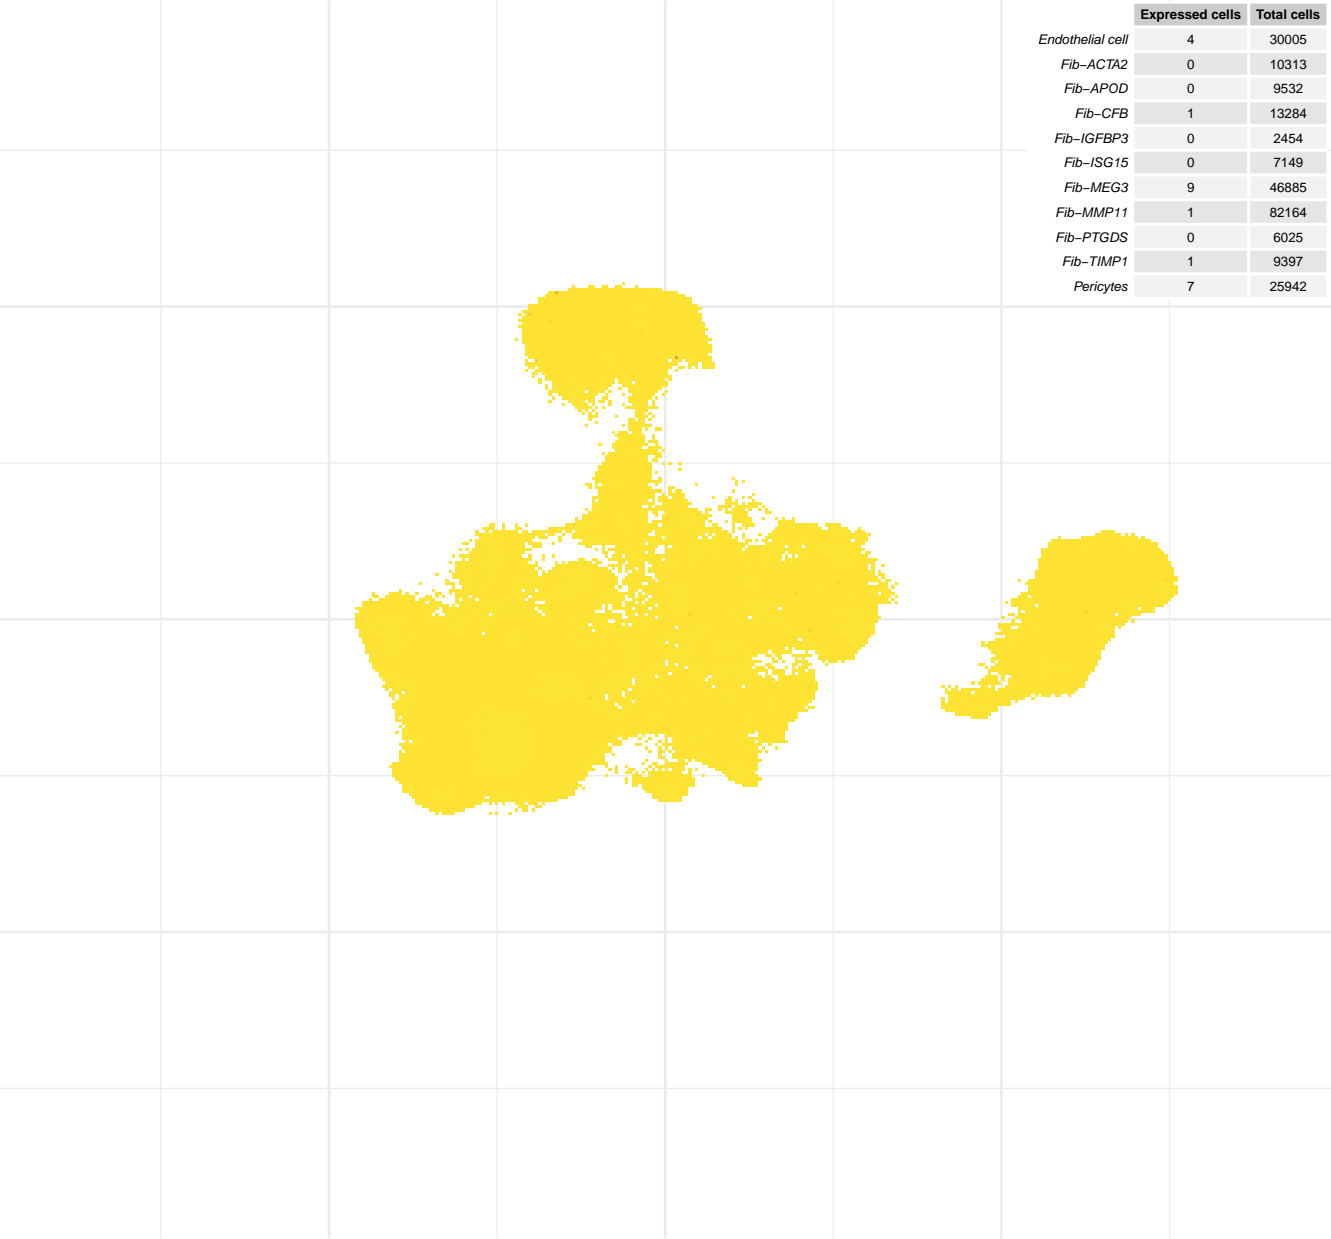 Expressed cells Total cells
Endothelial cell 4 30005
Fib−ACTA2 0 10313
Fib−APOD 0 9532
Fib−CFB 1 13284
Fib−IGFBP3 0 2454
Fib−ISG15 0 7149
Fib−MEG3 9 46885
Fib−MMP11 1 82164
Fib−PTGDS 0 6025
Fib−TIMP1 1 9397
Pericytes 7 25942